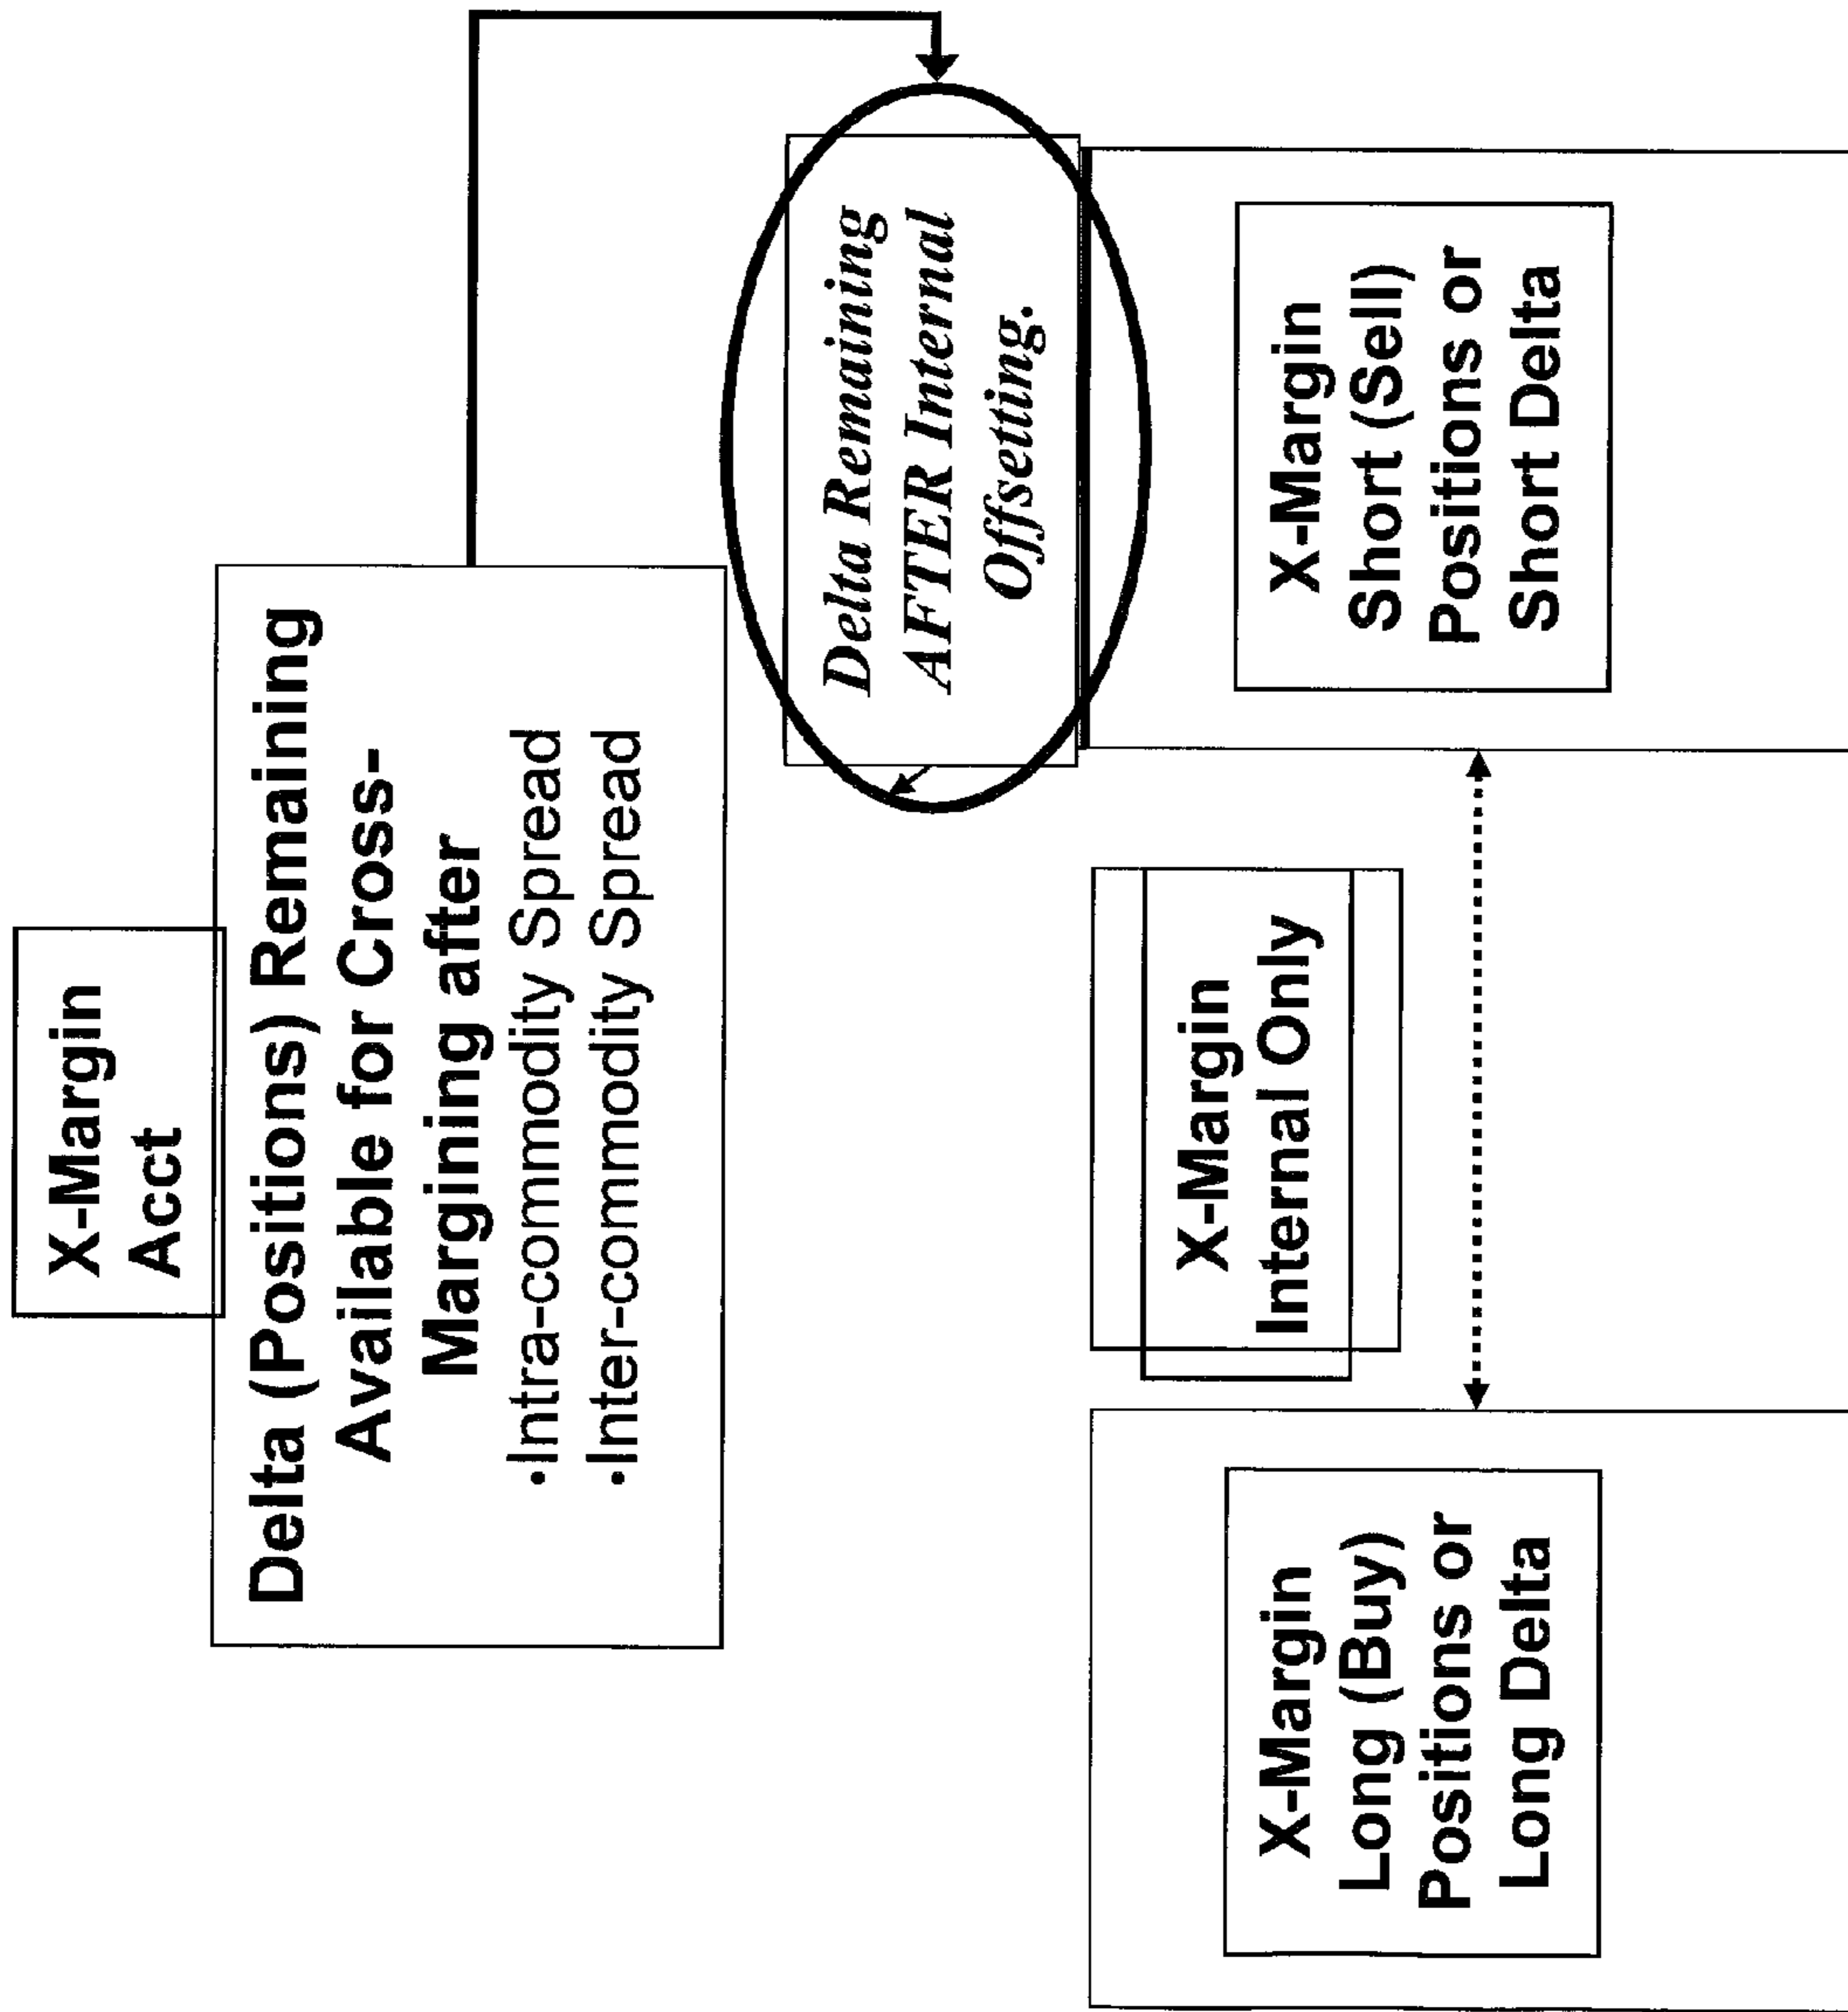 X-Margin
Acct
Delta (Positions) Remaining
Available for Cross-
Margining after
•Intra-commodity Spread
•Inter-commodity Spread
Delta Remaining
AFTER Internal
Offsetting.
X-Margin
Long (Buy)
Positions or
Long Delta
X-Margin
Internal Only
X-Margin
Short (Sell)
Positions or
Short Delta